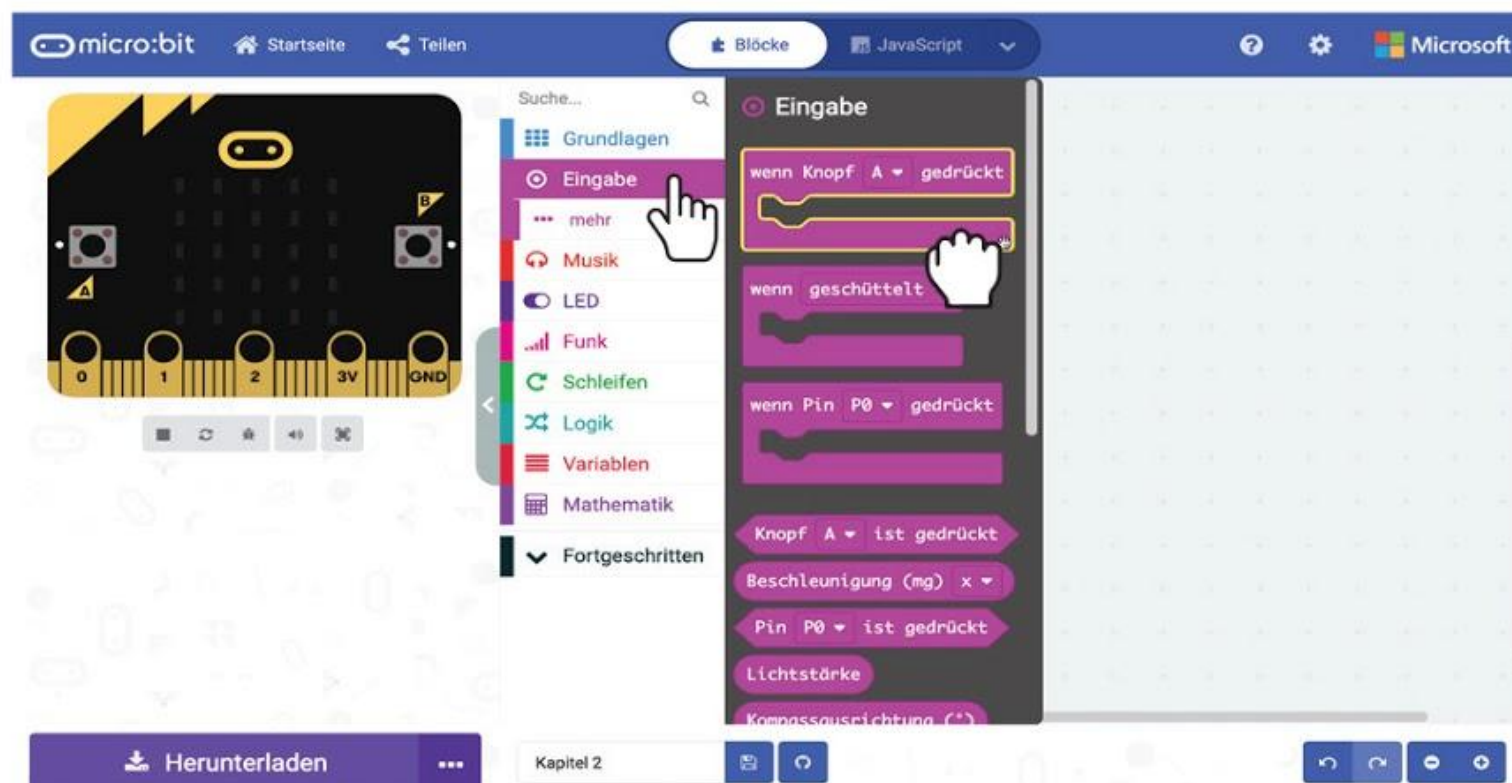 micro:bit Startseite Teilen Blöcke JavaScript Microsoft
B
A
0 1 2 3V GND
Suche...
Grundlagen
Eingabe
mehr
Musik
LED
Funk
Schleifen
Logik
Variablen
Mathematik
Fortgeschritten
Eingabe
wenn Knopf A gedrückt
wenn geschüttelt
wenn Pin P0 gedrückt
Knopf A ist gedrückt
Beschleunigung (mg) x
Pin P0 ist gedrückt
Lichtstärke
Kompassausrichtung (°)
Herunterladen
Kapitel 2